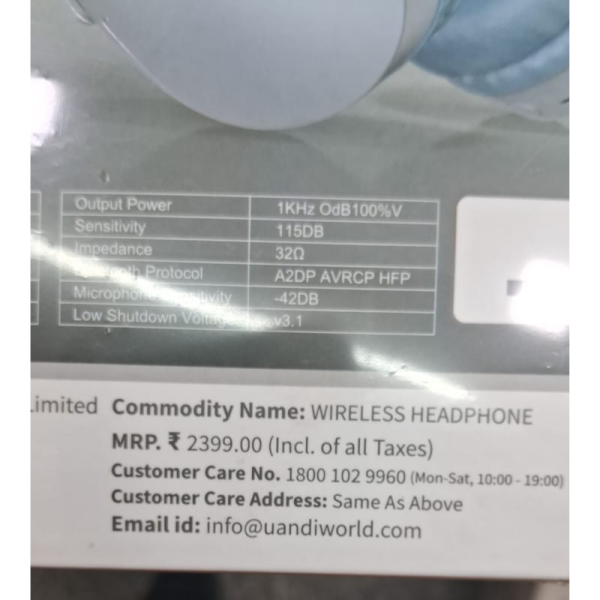 Output Power 1KHz OdB100%V
Sensitivity 115DB
Impedance 32Ω
Protocol A2DP AVRCP HFP
Microphone -42DB
Low Shutdown Voltage v3.1
Limited Commodity Name: WIRELESS HEADPHONE
MRP. ₹ 2399.00 (Incl. of all Taxes)
Customer Care No. 1800 102 9960 (Mon-Sat, 10:00 - 19:00)
Customer Care Address: Same As Above
Email id: info@uandiworld.com